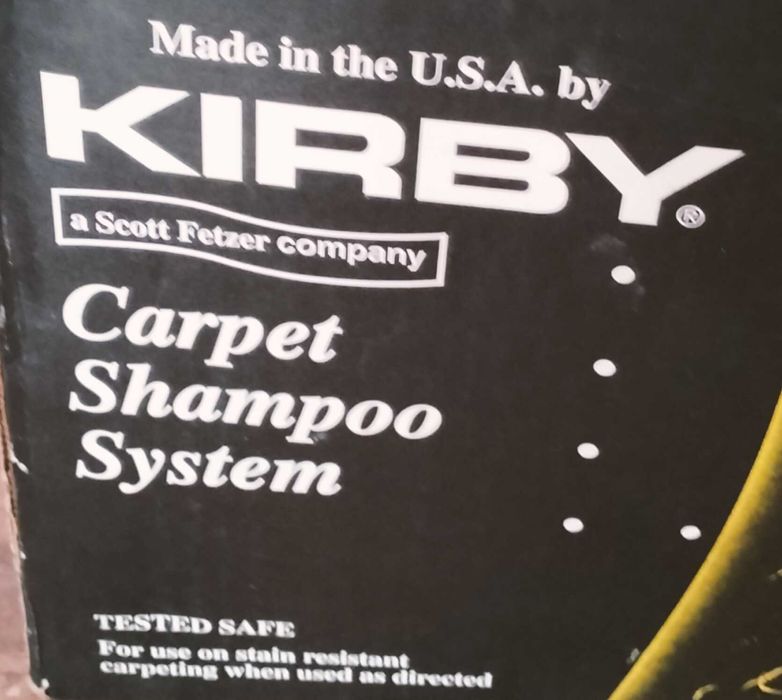 Made in the U.S.A. by
KIRBY®
a Scott Fetzer company
Carpet
Shampoo
System
TESTED SAFE
For use on stain resistant
carpeting when used as directed